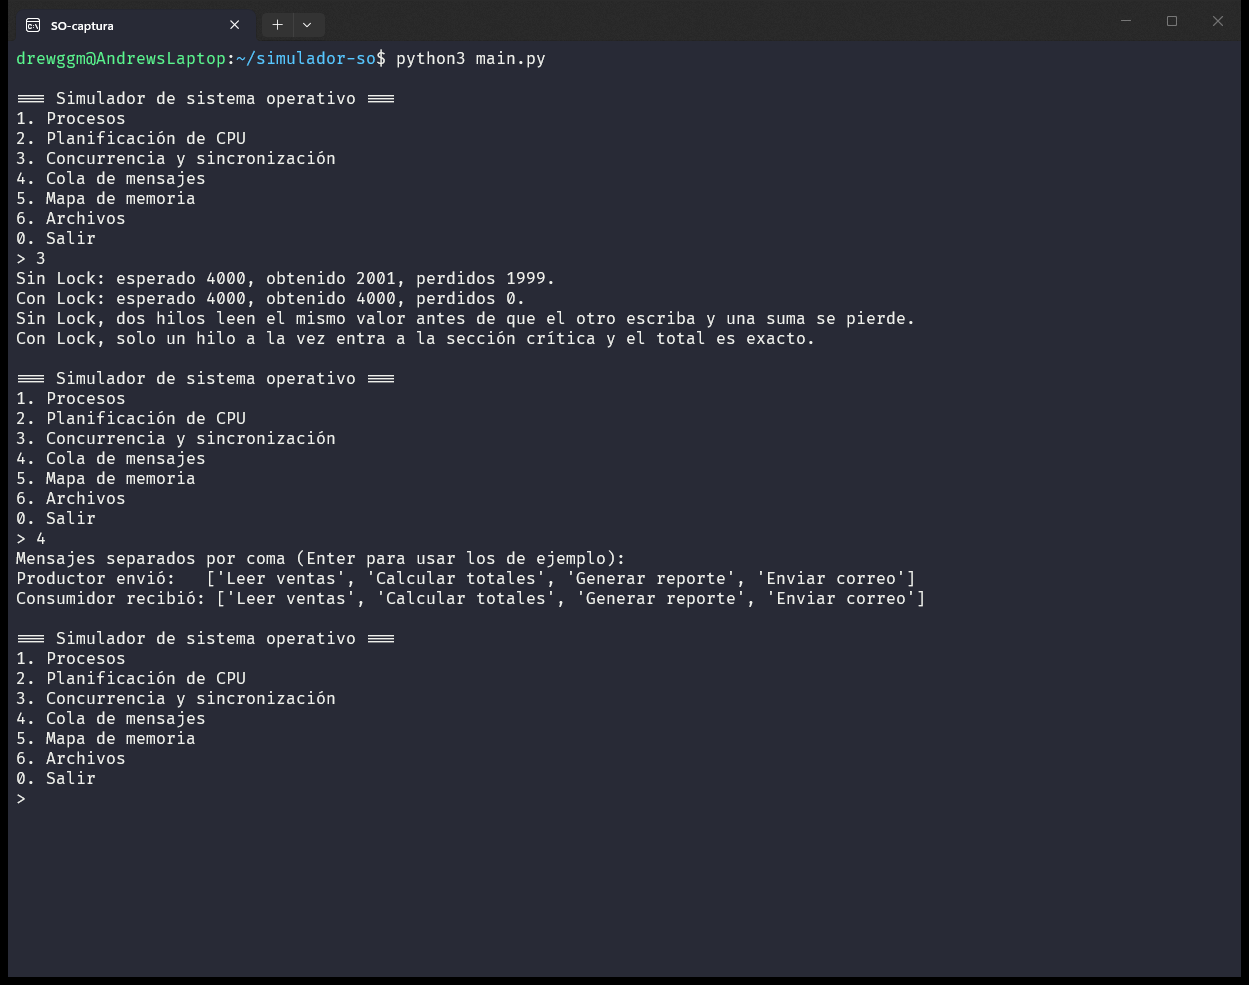 SO-captura
drewggm@AndrewsLaptop:~/simulador-so$ python3 main.py
=== Simulador de sistema operativo ===
1. Procesos
2. Planificación de CPU
3. Concurrencia y sincronización
4. Cola de mensajes
5. Mapa de memoria
6. Archivos
0. Salir
> 3
Sin Lock: esperado 4000, obtenido 2001, perdidos 1999.
Con Lock: esperado 4000, obtenido 4000, perdidos 0.
Sin Lock, dos hilos leen el mismo valor antes de que el otro escriba y una suma se pierde.
Con Lock, solo un hilo a la vez entra a la sección crítica y el total es exacto.
=== Simulador de sistema operativo ===
1. Procesos
2. Planificación de CPU
3. Concurrencia y sincronización
4. Cola de mensajes
5. Mapa de memoria
6. Archivos
0. Salir
> 4
Mensajes separados por coma (Enter para usar los de ejemplo):
Productor envió:   ['Leer ventas', 'Calcular totales', 'Generar reporte', 'Enviar correo']
Consumidor recibió: ['Leer ventas', 'Calcular totales', 'Generar reporte', 'Enviar correo']
=== Simulador de sistema operativo ===
1. Procesos
2. Planificación de CPU
3. Concurrencia y sincronización
4. Cola de mensajes
5. Mapa de memoria
6. Archivos
0. Salir
>